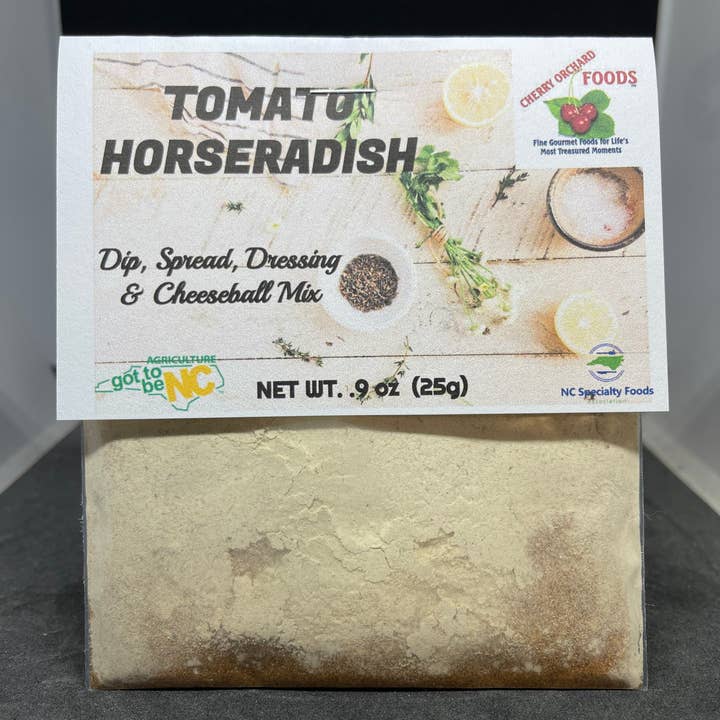 TOMATO
HORSERADISH
CHERRY ORCHARD
FOODS
Fine Gourmet Foods for Life's
Most Treasured Moments
Dip, Spread, Dressing
& Cheeseball Mix
AGRICULTURE
got to
be NC
NET WT. .9 oz (25g)
NC Specialty Foods
Association